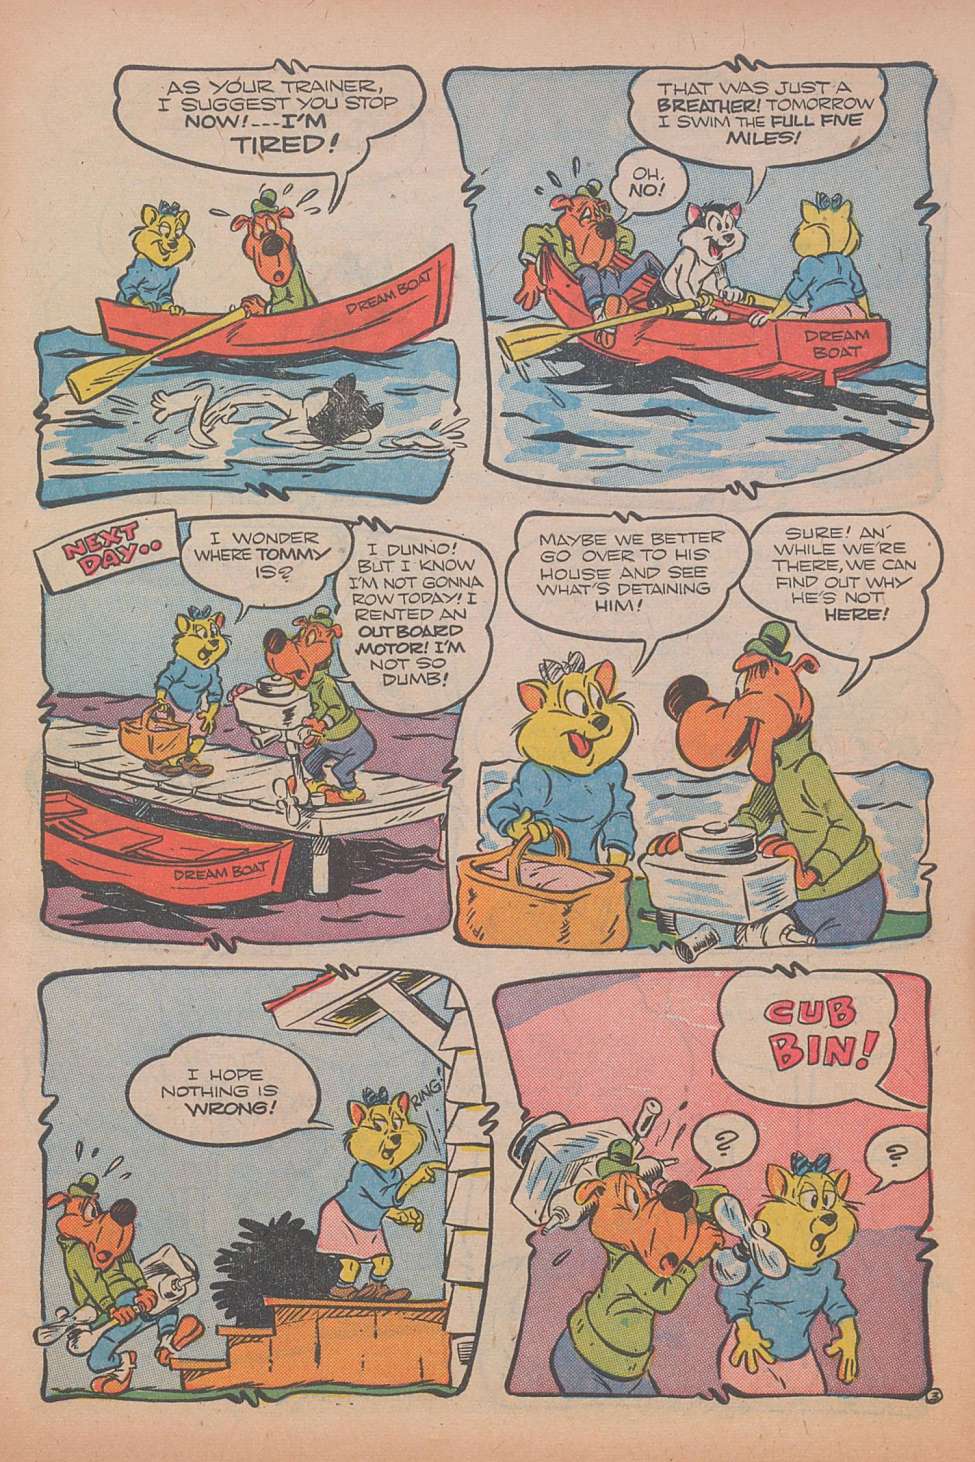 AS YOUR TRAINER,
I SUGGEST YOU STOP
NOW!---I'M
TIRED!
DREAM BOAT
THAT WAS JUST A
BREATHER! TOMORROW
I SWIM THE FULL FIVE
MILES!
OH,
NO!
DREAM
BOAT
NEXT
DAY..
I WONDER
WHERE TOMMY
IS?
I DUNNO!
BUT I KNOW
I'M NOT GONNA
ROW TODAY! I
RENTED AN
OUTBOARD
MOTOR! I'M
NOT SO
DUMB!
DREAM BOAT
MAYBE WE BETTER
GO OVER TO HIS
HOUSE AND SEE
WHAT'S DETAINING
HIM!
SURE! AN'
WHILE WE'RE
THERE, WE CAN
FIND OUT WHY
HE'S NOT
HERE!
I HOPE
NOTHING IS
WRONG!
RING!
CUB
BIN!
?
?
3